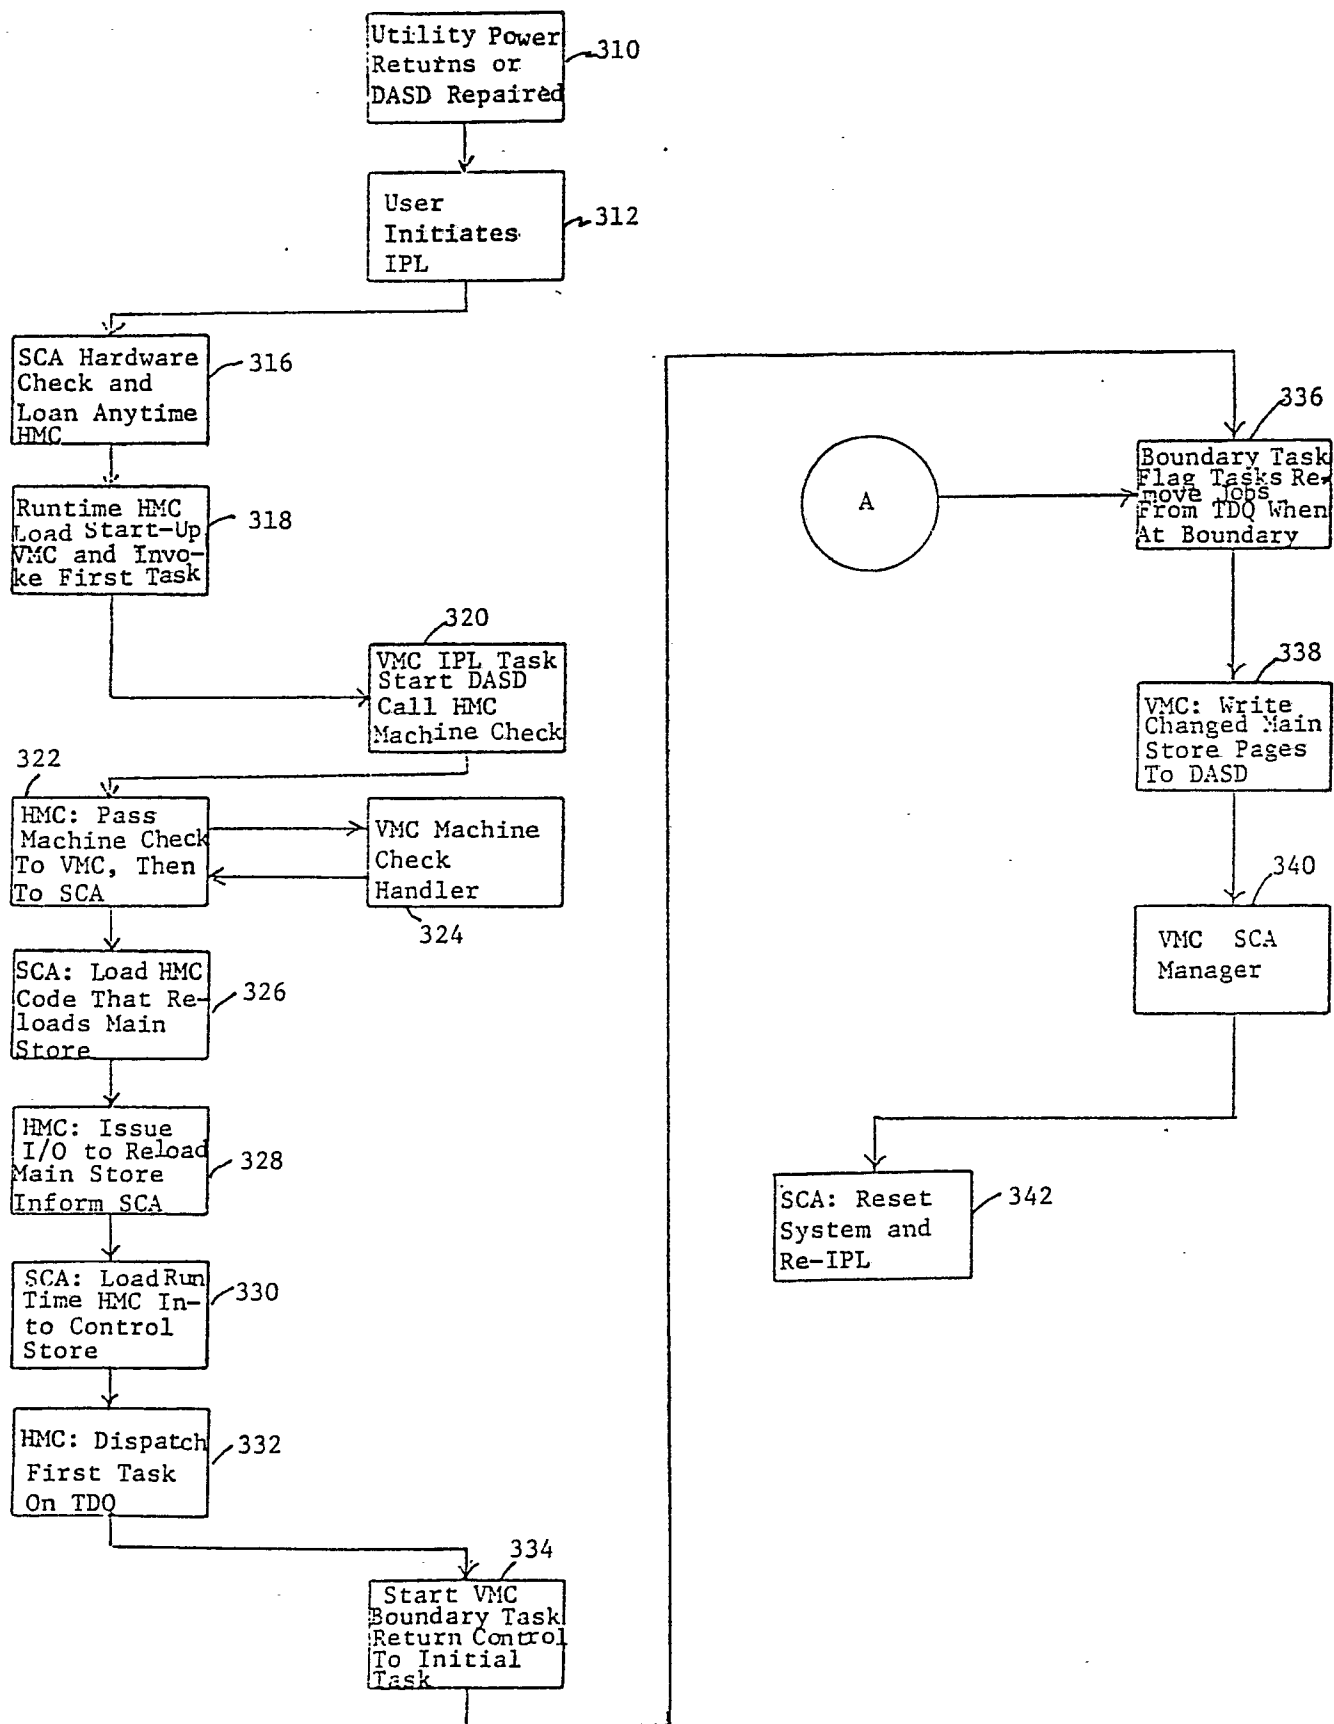 Utility Power
Returns or
DASD Repaired
310
User
Initiates
IPL
312
SCA Hardware
Check and
Loan Anytime
HMC
316
Runtime HMC
Load Start-Up
VMC and Invo-
ke First Task
318
320
VMC IPL Task
Start DASD
Call HMC
Machine Check
322
HMC: Pass
Machine Check
To VMC, Then
To SCA
VMC Machine
Check
Handler
324
SCA: Load HMC
Code That Re-
loads Main
Store
326
HMC: Issue
I/O to Reload
Main Store
Inform SCA
328
SCA: Load Run
Time HMC In-
to Control
Store
330
HMC: Dispatch
First Task
On TDQ
332
334
Start VMC
Boundary Task
Return Control
To Initial
Task
336
A
Boundary Task
Flag Tasks Re-
move Jobs
From TDQ When
At Boundary
338
VMC: Write
Changed Main
Store Pages
To DASD
340
VMC SCA
Manager
SCA: Reset
System and
Re-IPL
342